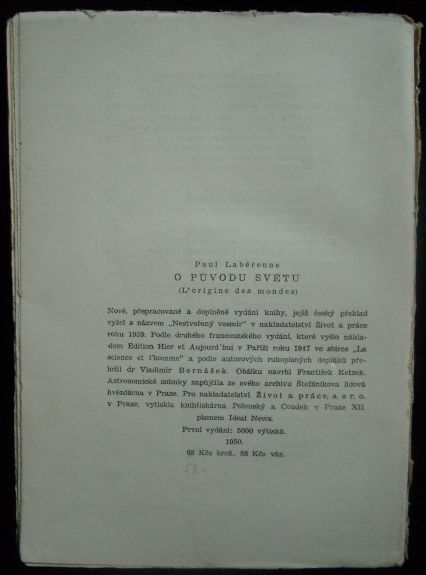 Paul Labérenne
O PŮVODU SVĚTŮ
(L'origine des mondes)
Nové, přepracované a doplněné vydání knihy, jejíž český překlad
vyšel s názvem „Nestvořený vesmír" v nakladatelství Život a práce
roku 1939. Podle druhého francouzského vydání, které vyšlo nákla-
dem Édition Hier et Aujourd'hui v Paříži roku 1947 ve sbírce „La
science et l'homme" a podle autorových rukopisných doplňků pře-
ložil dr Vladimír Bernášek. Obálku navrhl František Ketzek.
Astronomické snímky zapůjčila ze svého archivu Štefánikova lidová
hvězdárna v Praze. Pro nakladatelství Život a práce, s. s r. o.
v Praze, vytiskla knihtiskárna Polenský a Coudek v Praze XII
písmem Ideal News.
První vydání: 5000 výtisků.
1950.
68 Kčs brož., 88 Kčs váz.